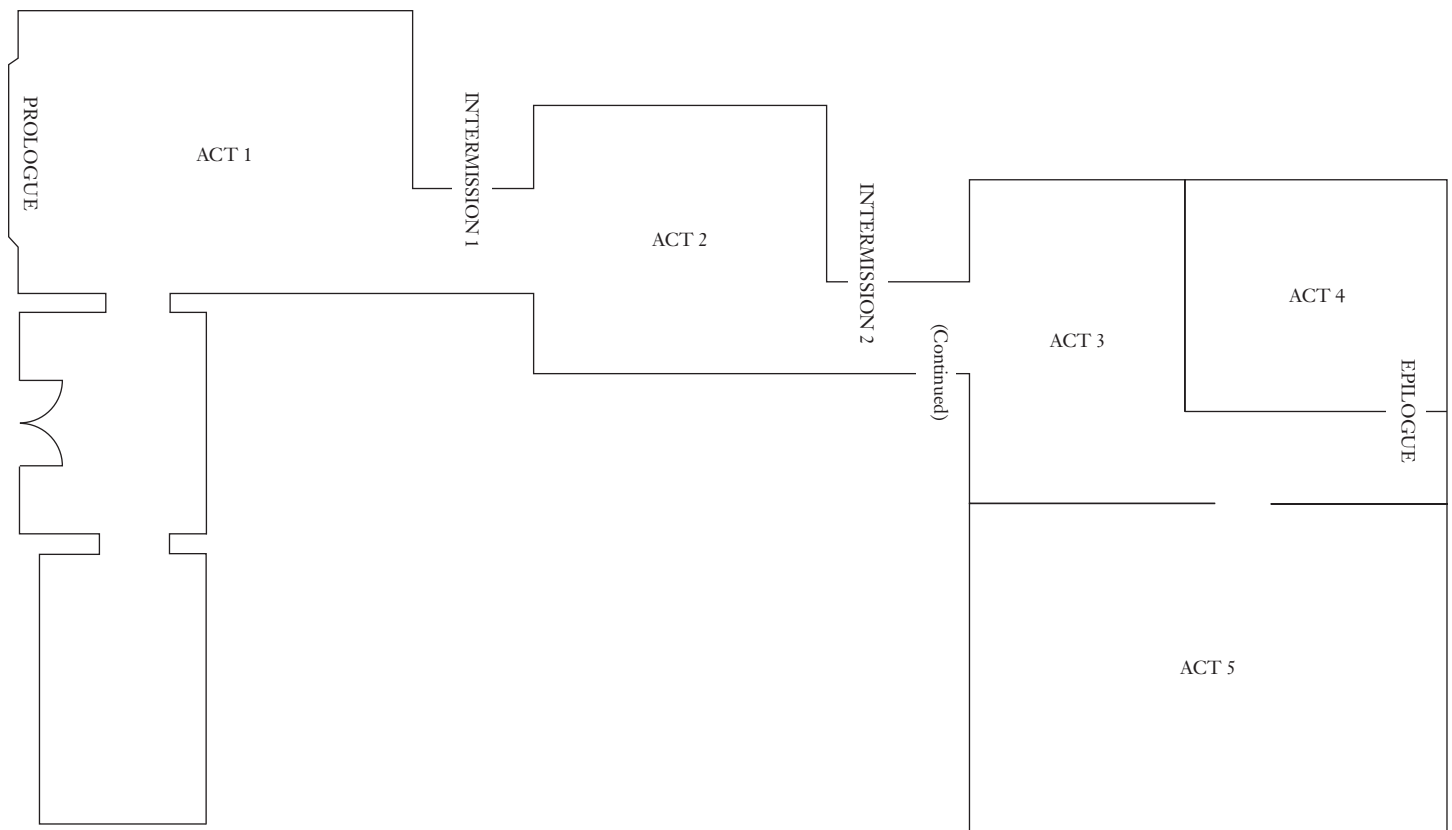 PROLOGUE
ACT 1
INTERMISSION 1
ACT 2
INTERMISSION 2
(Continued)
ACT 3
ACT 4
EPILOGUE
ACT 5